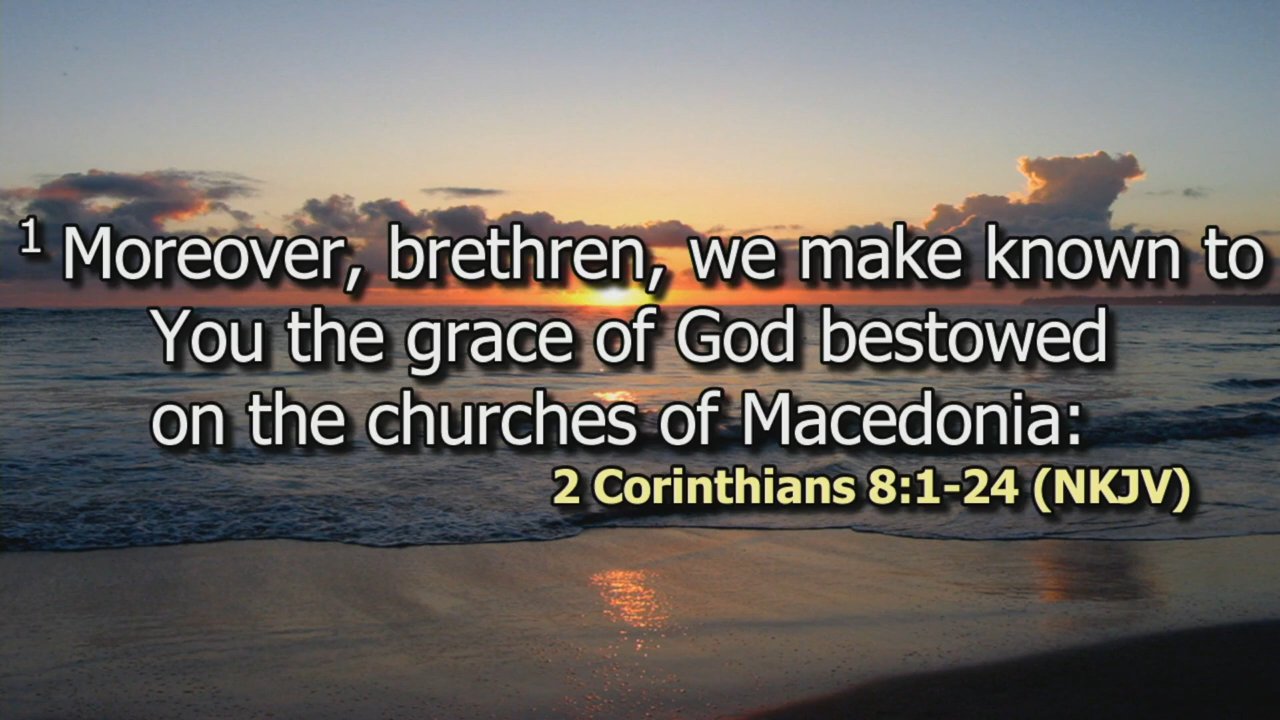 1 Moreover, brethren, we make known to
You the grace of God bestowed
on the churches of Macedonia:
2 Corinthians 8:1-24 (NKJV)